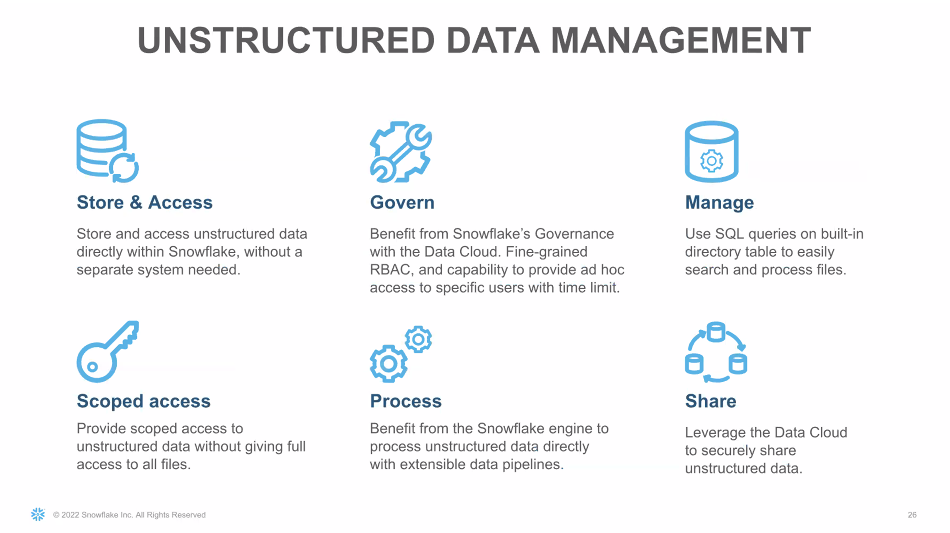 UNSTRUCTURED DATA MANAGEMENT
Store & Access
Store and access unstructured data
directly within Snowflake, without a
separate system needed.
Govern
Benefit from Snowflake's Governance
with the Data Cloud. Fine-grained
RBAC, and capability to provide ad hoc
access to specific users with time limit.
Manage
Use SQL queries on built-in
directory table to easily
search and process files.
Scoped access
Provide scoped access to
unstructured data without giving full
access to all files.
Process
Benefit from the Snowflake engine to
process unstructured data directly
with extensible data pipelines.
Share
Leverage the Data Cloud
to securely share
unstructured data.
© 2022 Snowflake Inc. All Rights Reserved
26